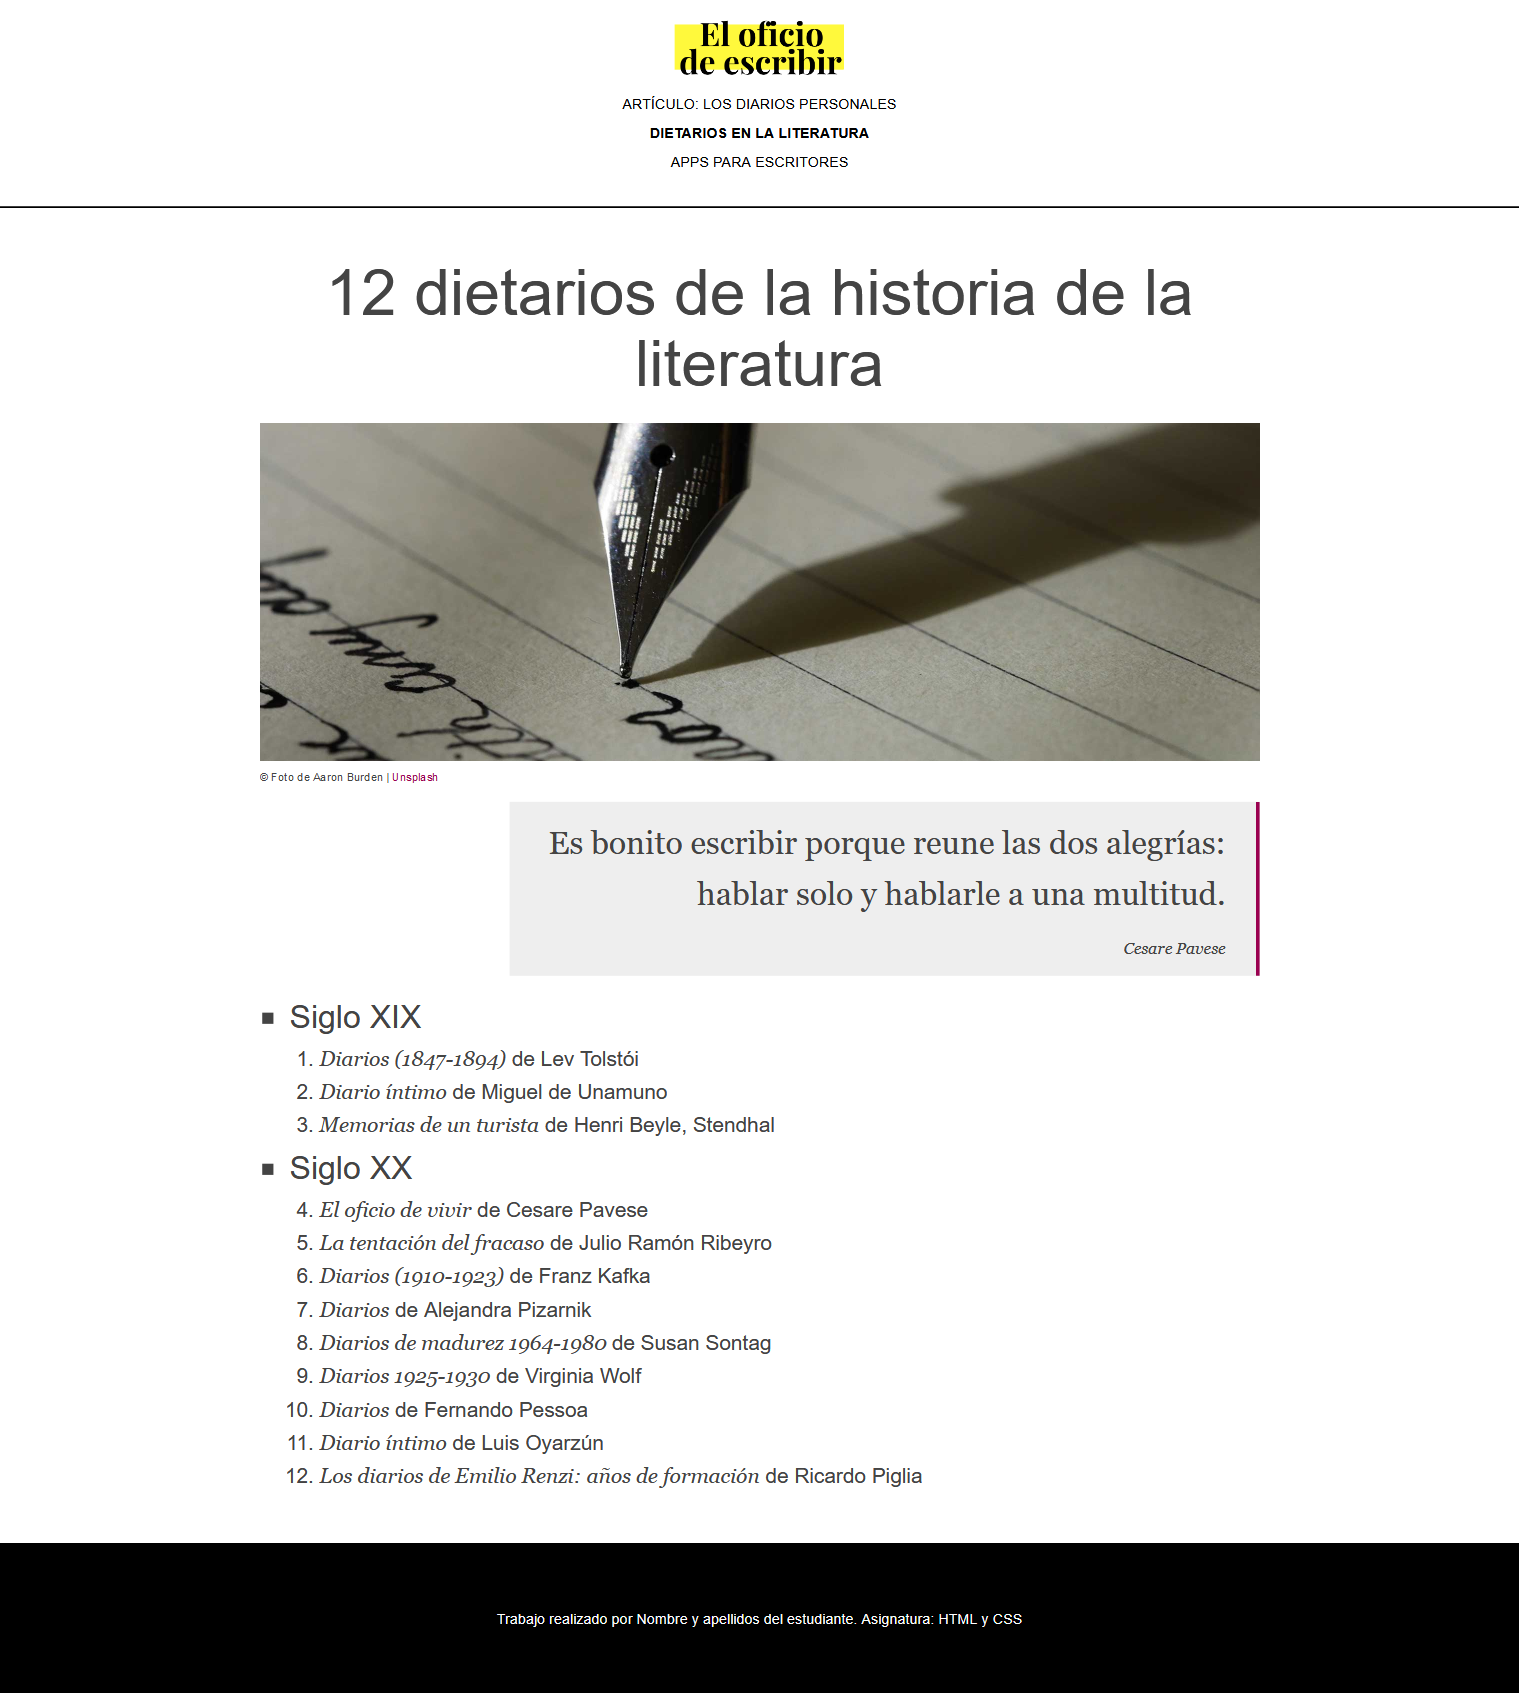 El oficio
de escribir
ARTÍCULO: LOS DIARIOS PERSONALES
DIETARIOS EN LA LITERATURA
APPS PARA ESCRITORES
12 dietarios de la historia de la
literatura
© Foto de Aaron Burden | Unsplash
Es bonito escribir porque reune las dos alegrías:
hablar solo y hablarle a una multitud.
Cesare Pavese
■ Siglo XIX
1. Diarios (1847-1894) de Lev Tolstói
2. Diario íntimo de Miguel de Unamuno
3. Memorias de un turista de Henri Beyle, Stendhal
■ Siglo XX
4. El oficio de vivir de Cesare Pavese
5. La tentación del fracaso de Julio Ramón Ribeyro
6. Diarios (1910-1923) de Franz Kafka
7. Diarios de Alejandra Pizarnik
8. Diarios de madurez 1964-1980 de Susan Sontag
9. Diarios 1925-1930 de Virginia Wolf
10. Diarios de Fernando Pessoa
11. Diario íntimo de Luis Oyarzún
12. Los diarios de Emilio Renzi: años de formación de Ricardo Piglia
Trabajo realizado por Nombre y apellidos del estudiante. Asignatura: HTML y CSS